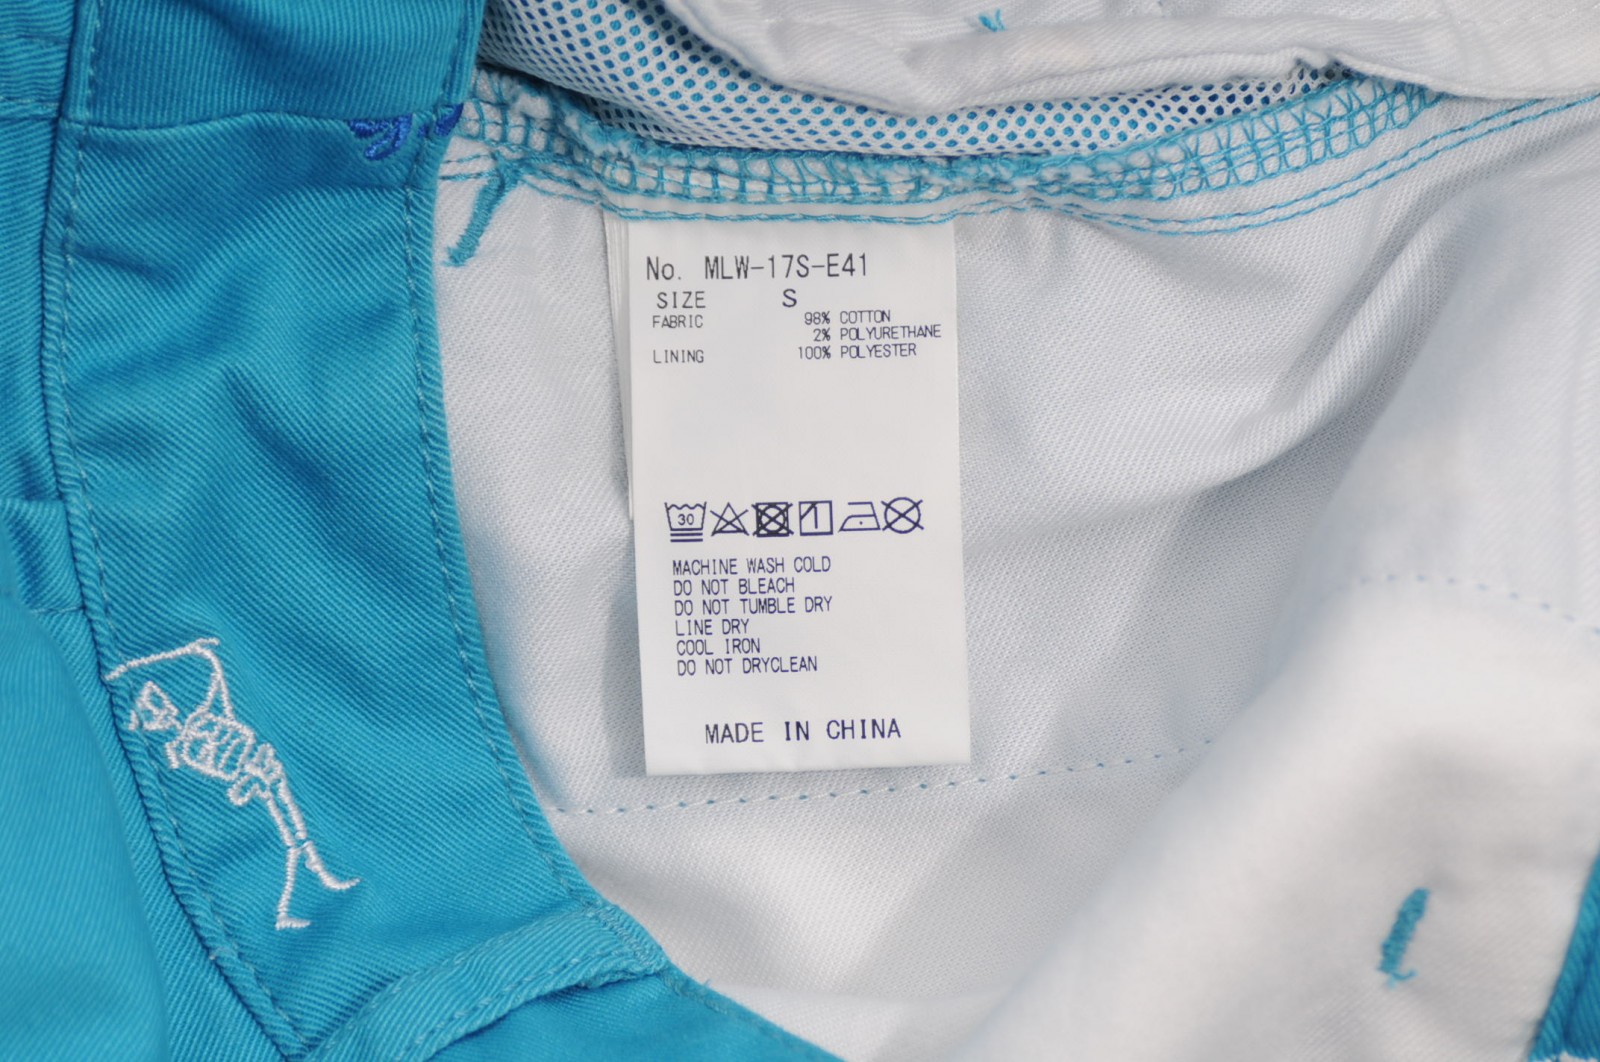 No. MLW-17S-E41
SIZE S
FABRIC 98% COTTON
2% POLYURETHANE
LINING 100% POLYESTER
30
MACHINE WASH COLD
DO NOT BLEACH
DO NOT TUMBLE DRY
LINE DRY
COOL IRON
DO NOT DRYCLEAN
MADE IN CHINA